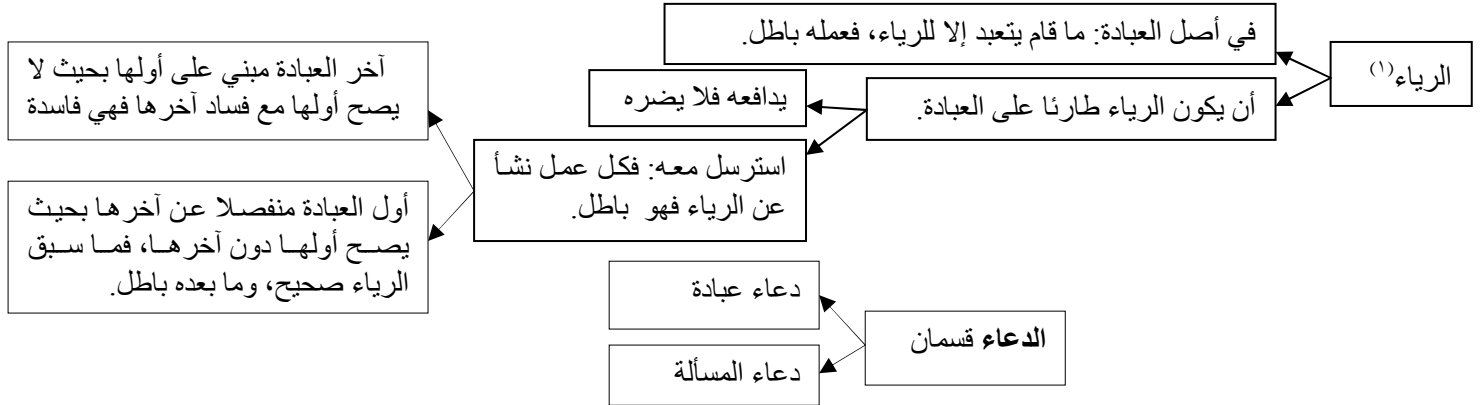 الرياء(١)
في أصل العبادة: ما قام يتعبد إلا للرياء، فعمله باطل.
أن يكون الرياء طارئا على العبادة.
يدافعه فلا يضره
استرسل معه: فكل عمل نشأ
عن الرياء فهو باطل.
آخر العبادة مبني على أولها بحيث لا
يصح أولها مع فساد آخرها فهي فاسدة
أول العبادة منفصلا عن آخرها بحيث
يصح أولها دون آخرها، فما سبق
الرياء صحيح، وما بعده باطل.
الدعاء قسمان
دعاء عبادة
دعاء المسألة